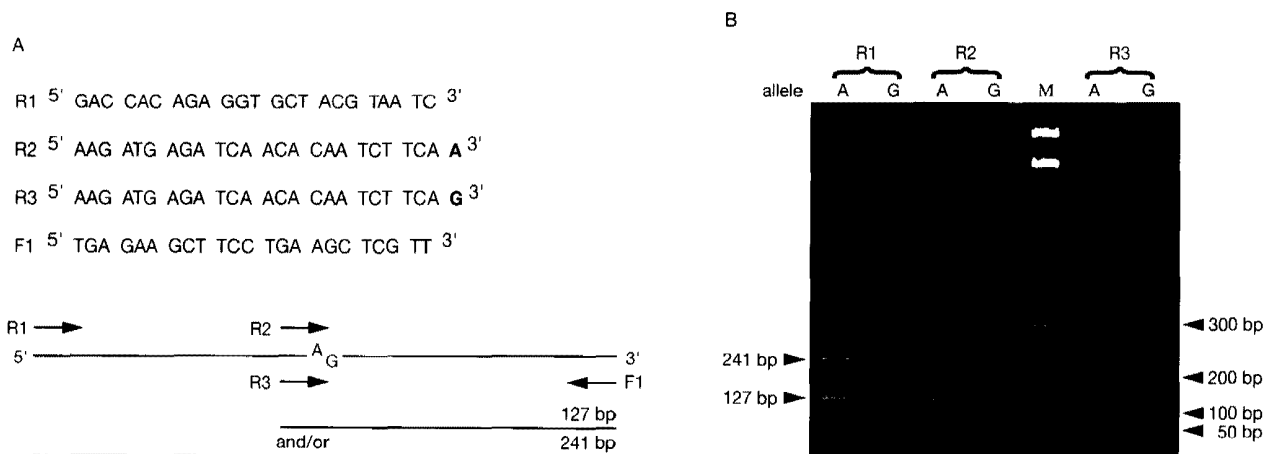 A
R1 5' GAC CAC AGA GGT GCT ACG TAA TC 3'
R2 5' AAG ATG AGA TCA ACA CAA TCT TCA A 3'
R3 5' AAG ATG AGA TCA ACA CAA TCT TCA G 3'
F1 5' TGA GAA GCT TCC TGA AGC TCG TT 3'
R1 R2
5' A G 3'
R3 F1
127 bp
and/or 241 bp
B
R1 R2 R3
allele A G A G M A G
300 bp
241 bp
200 bp
127 bp
100 bp
50 bp